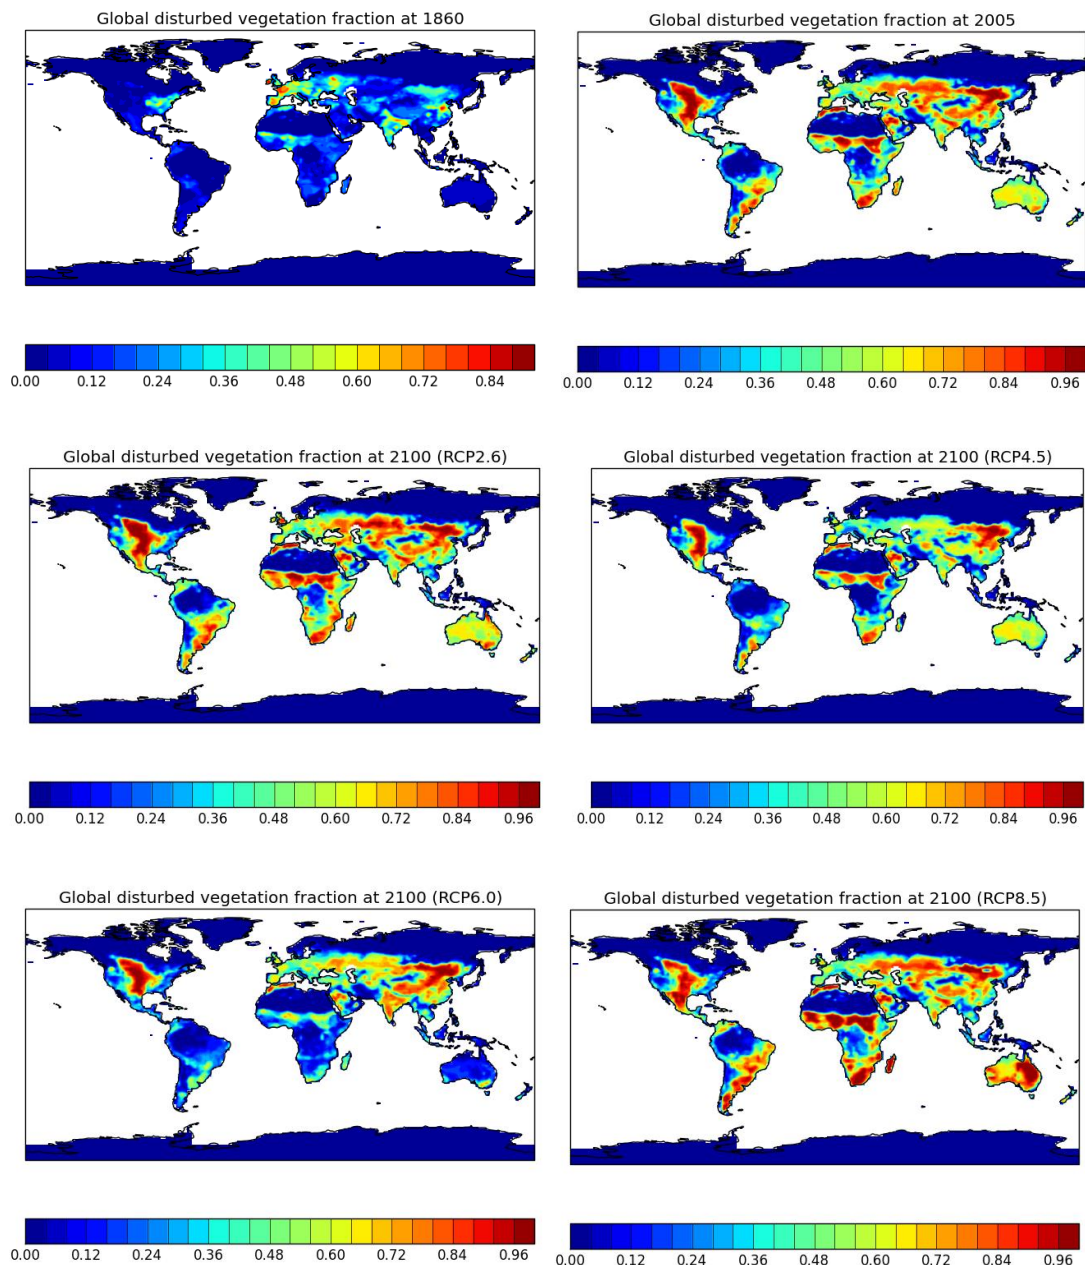 Global disturbed vegetation fraction at 1860
Global disturbed vegetation fraction at 2005
0.00 0.12 0.24 0.36 0.48 0.60 0.72 0.84
0.00 0.12 0.24 0.36 0.48 0.60 0.72 0.84 0.96
Global disturbed vegetation fraction at 2100 (RCP2.6)
Global disturbed vegetation fraction at 2100 (RCP4.5)
0.00 0.12 0.24 0.36 0.48 0.60 0.72 0.84 0.96
0.00 0.12 0.24 0.36 0.48 0.60 0.72 0.84 0.96
Global disturbed vegetation fraction at 2100 (RCP6.0)
Global disturbed vegetation fraction at 2100 (RCP8.5)
0.00 0.12 0.24 0.36 0.48 0.60 0.72 0.84 0.96
0.00 0.12 0.24 0.36 0.48 0.60 0.72 0.84 0.96